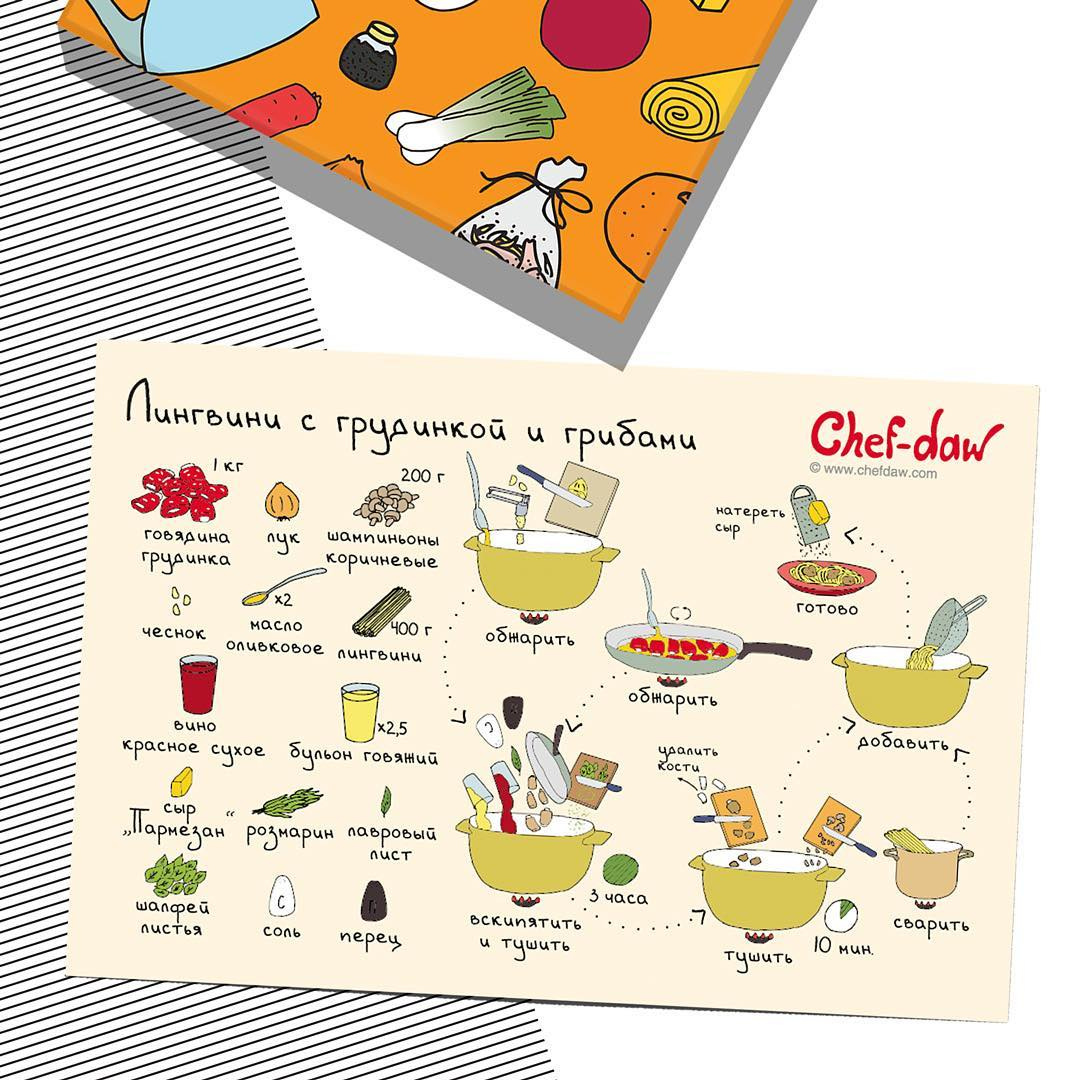 Лингвини с грудинкой и грибами
Chef-daw
© www.chefdaw.com
1 кг
говядина
грудинка
лук
200 г
шампиньоны
коричневые
чеснок
x2
масло
оливковое
400 г
лингвини
вино
красное сухое
x2,5
бульон говяжий
сыр
„Пармезан“
розмарин
лавровый
лист
шалфей
листья
С
соль
П
перец
обжарить
обжарить
С
П
вскипятить
и тушить
3 часа
удалить
кости
тушить
10 мин.
сварить
добавить
натереть
сыр
готово